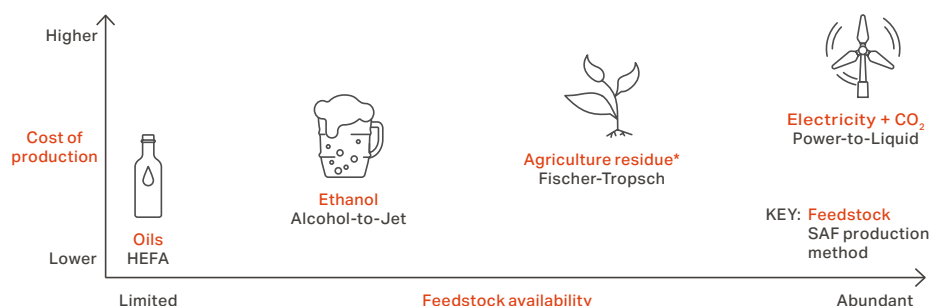 Higher
Cost of
production
Lower
Oils
HEFA
Ethanol
Alcohol-to-Jet
Agriculture residue*
Fischer-Tropsch
Electricity + CO₂
Power-to-Liquid
KEY: Feedstock
SAF production
method
Limited
Feedstock availability
Abundant